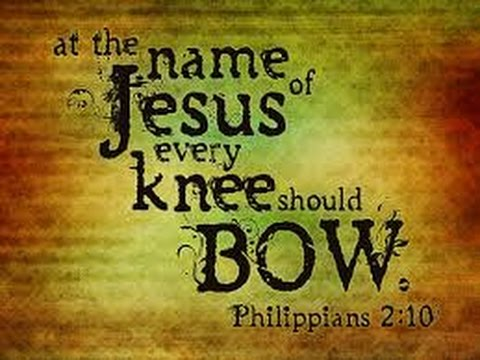 at the name of
Jesus
every
knee should
BOW.
Philippians 2:10